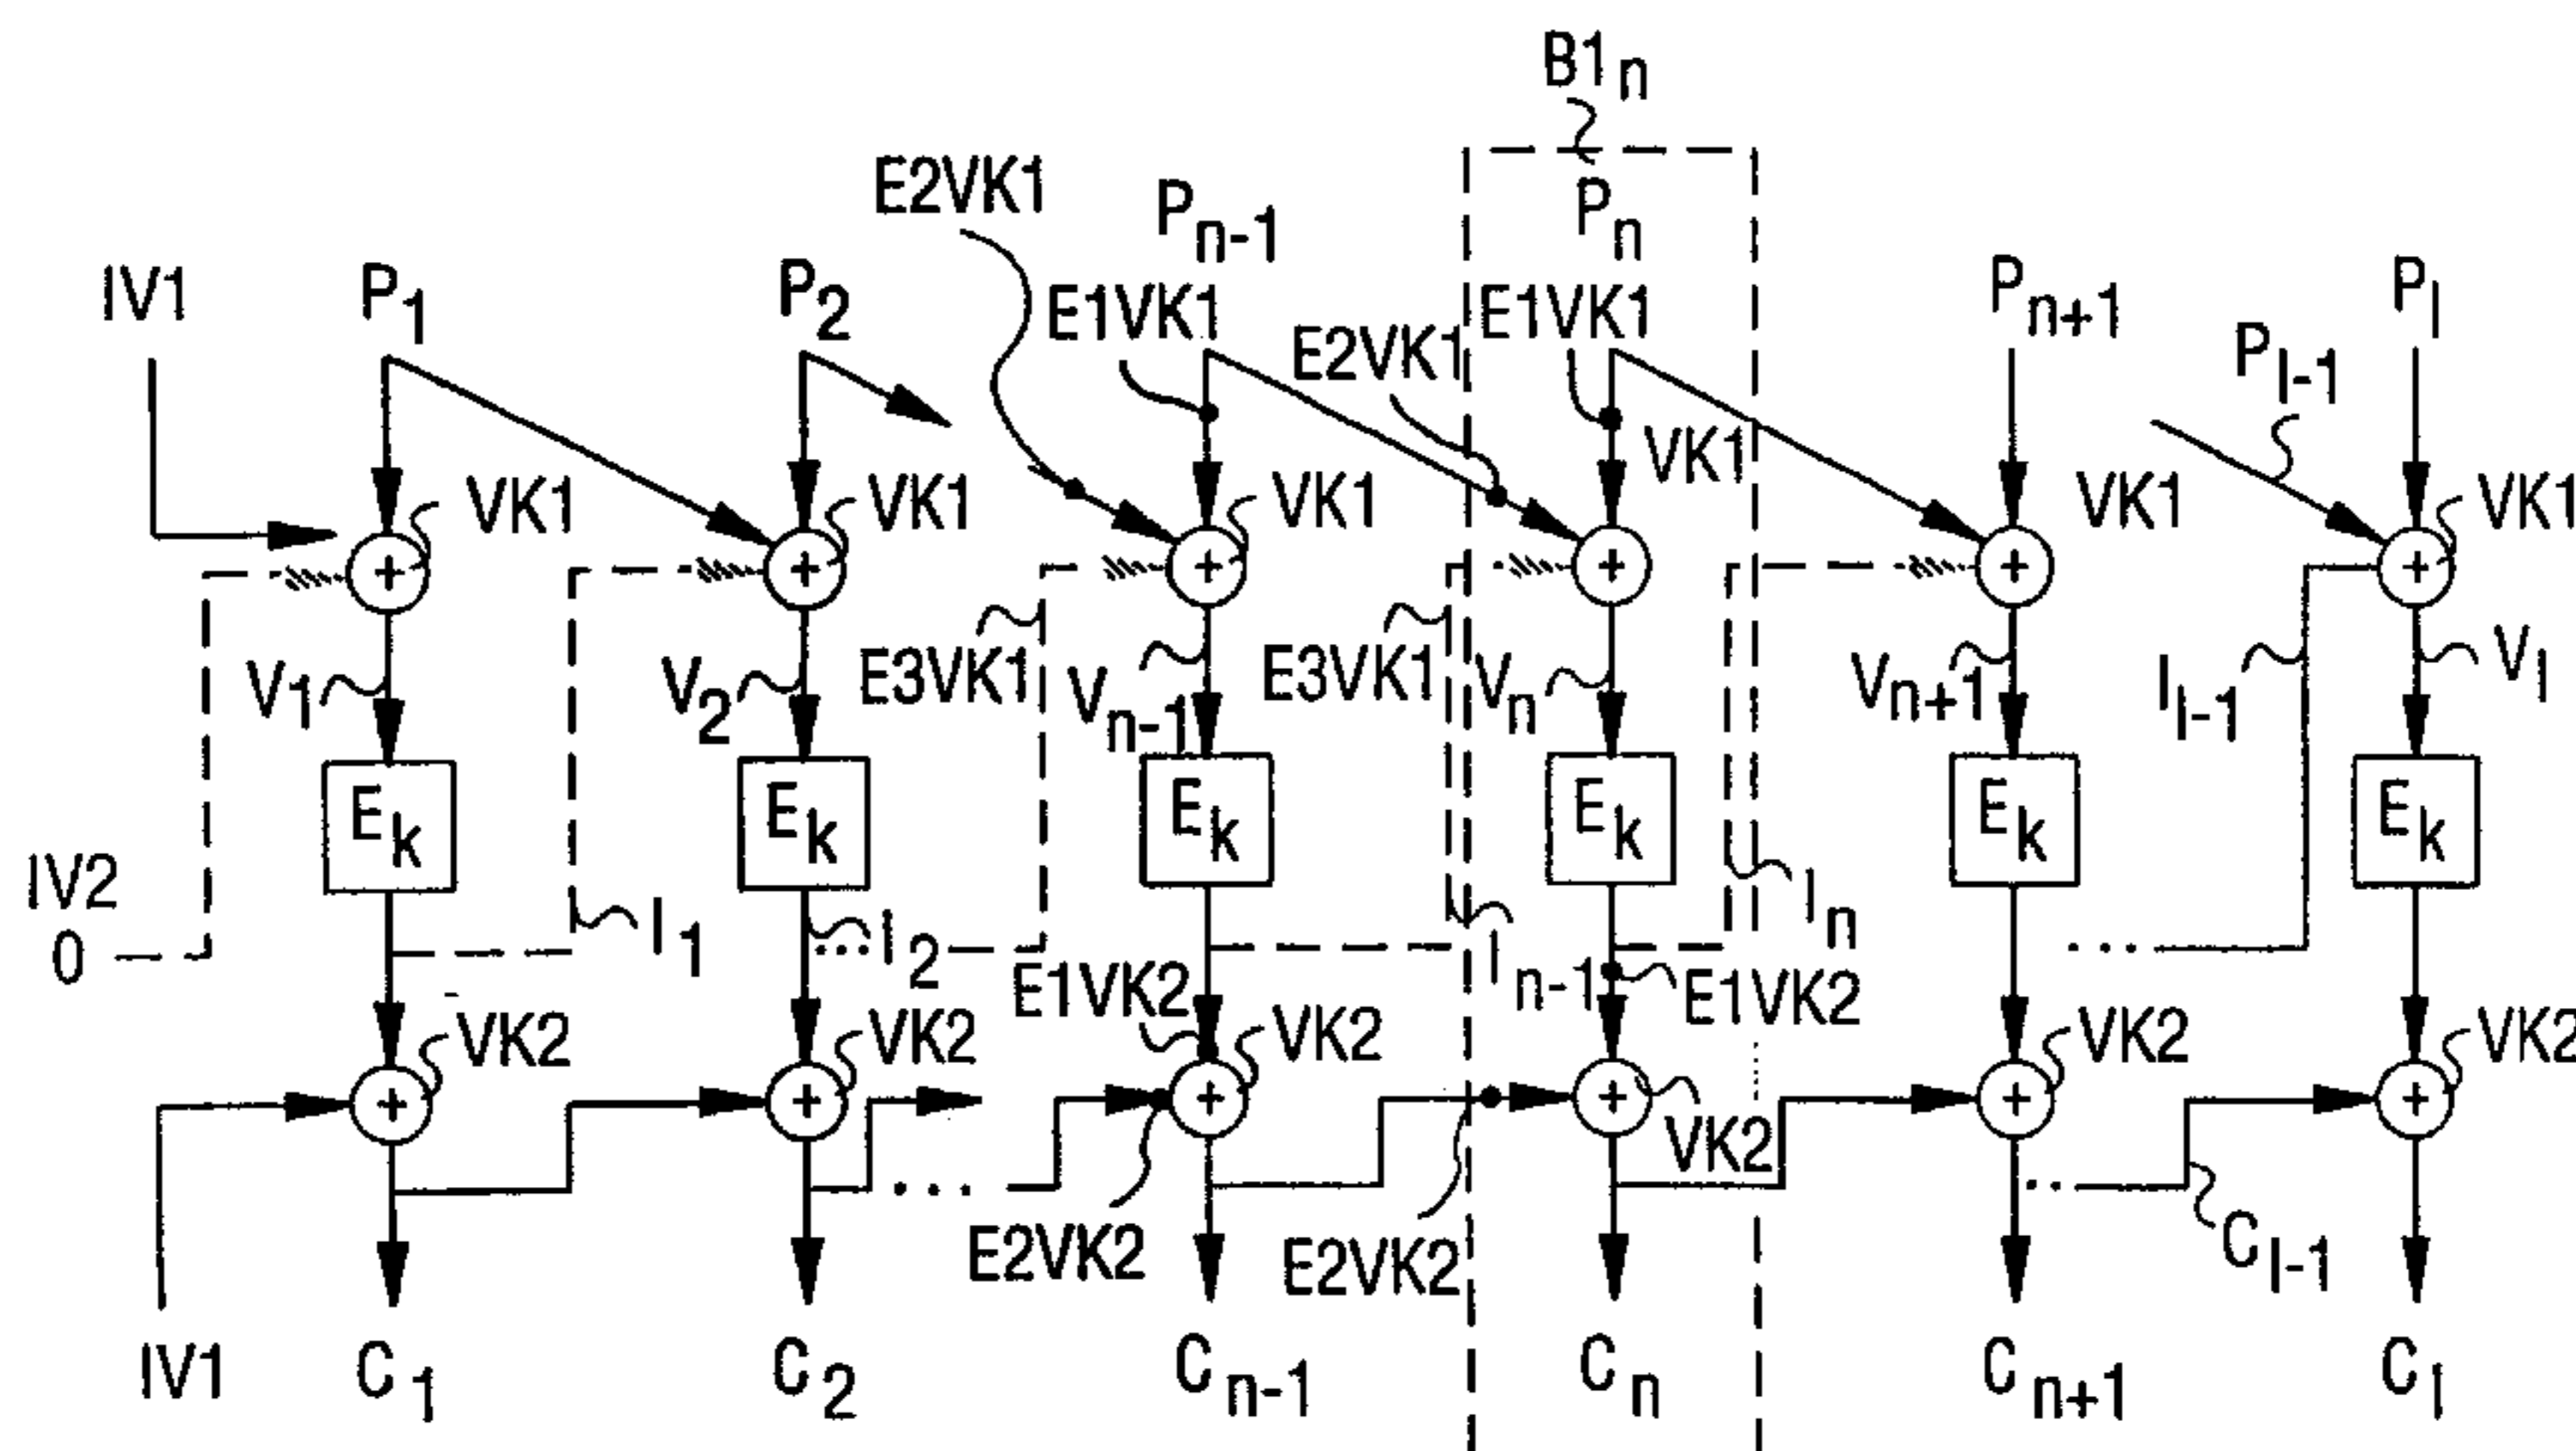 B1n
E2VK1 Pn-1 Pn
IV1 P1 P2 E1VK1 E2VK1 E1VK1 Pn+1 Pl-1 Pl
VK1 VK1 VK1 VK1 VK1 VK1
+ + + + + +
V1 V2 E3VK1 Vn-1 E3VK1 Vn Vn+1 Il-1 Vl
Ek Ek Ek Ek Ek Ek
IV2
0 I1 ...I2 In-1 In ...
E1VK2 E1VK2
VK2 VK2 VK2 VK2 VK2 VK2
+ + + + + +
... E2VK2 E2VK2 .. Cl-1
IV1 C1 C2 Cn-1 Cn Cn+1 Cl